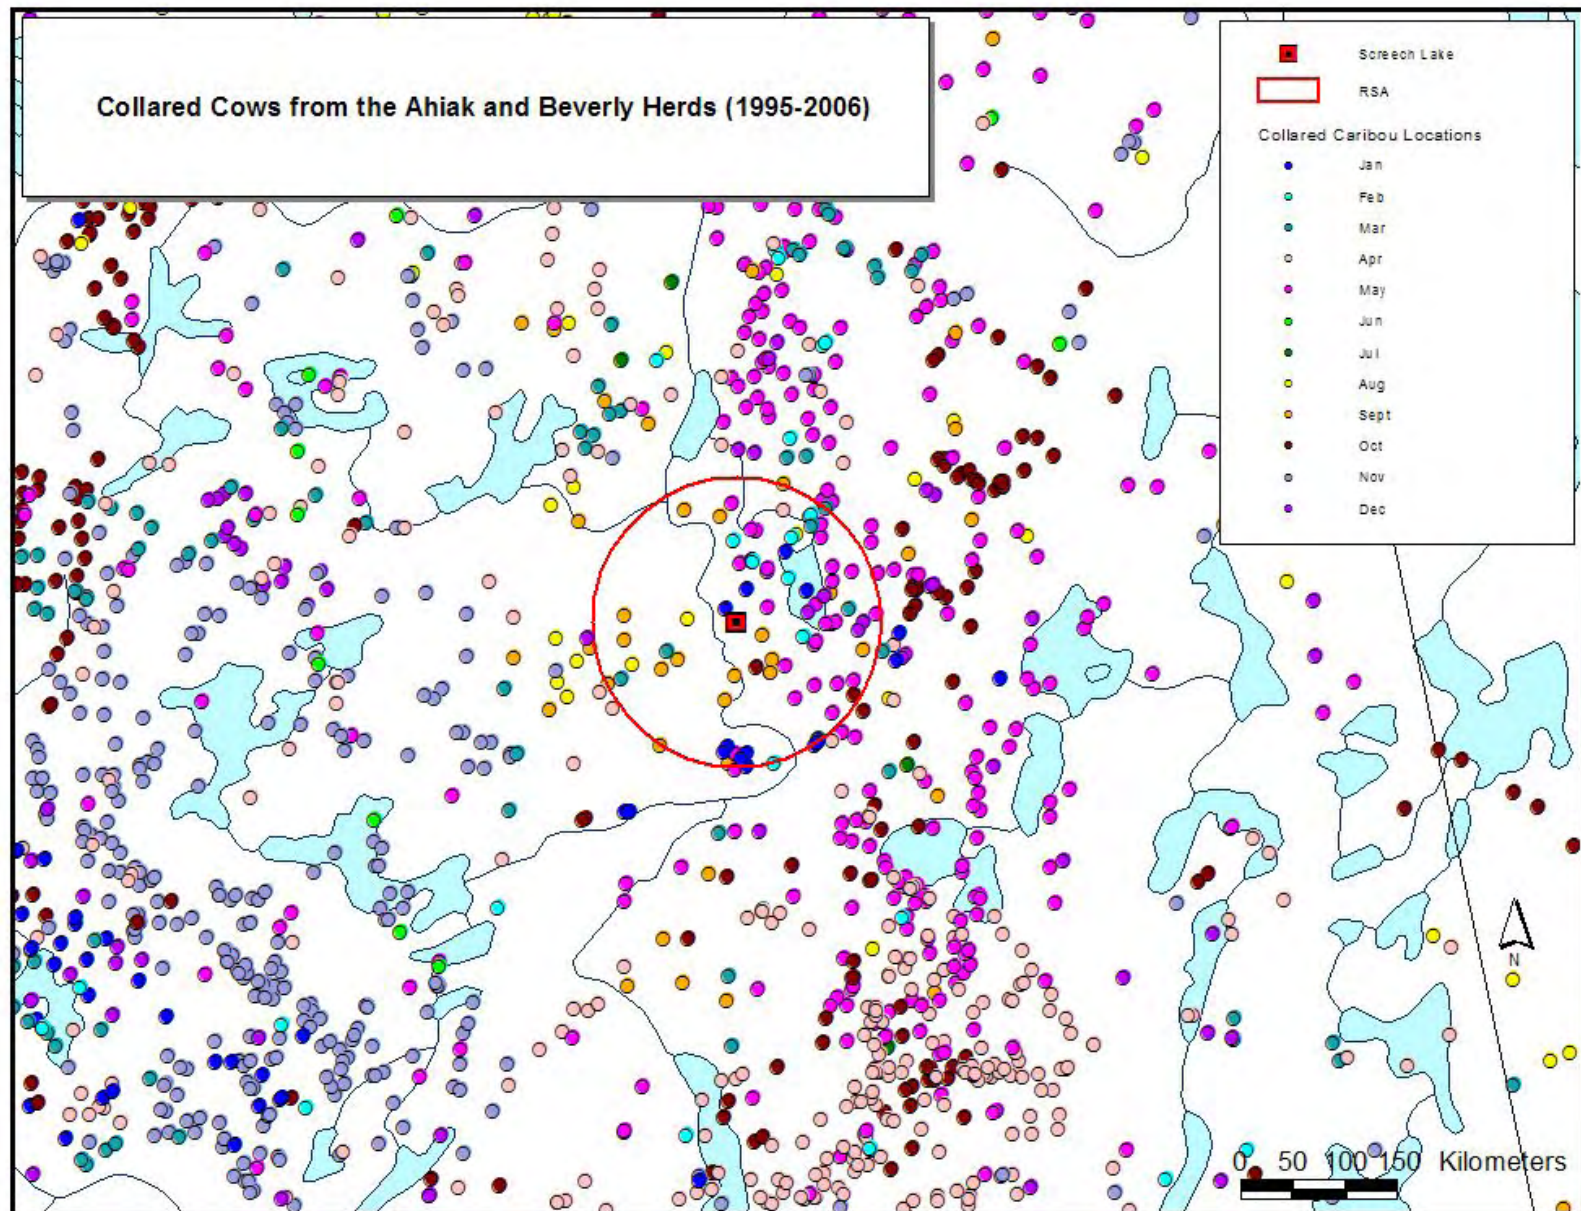 Collared Cows from the Ahiak and Beverly Herds (1995-2006)
Screech Lake
RSA
Collared Caribou Locations
Jan
Feb
Mar
Apr
May
Jun
Jul
Aug
Sept
Oct
Nov
Dec
N
0 50 100 150 Kilometers